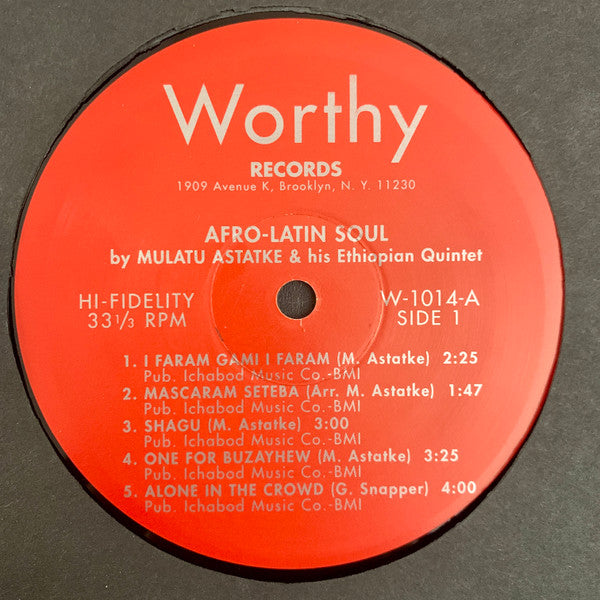 Worthy
RECORDS
1909 Avenue K, Brooklyn, N. Y. 11230
AFRO-LATIN SOUL
by MULATU ASTATKE & his Ethiopian Quintet
HI-FIDELITY
33 1/3 RPM
W-1014-A
SIDE 1
1. I FARAM GAMI I FARAM (M. Astatke) 2:25
Pub. Ichabod Music Co.-BMI
2. MASCARAM SETEBA (Arr. M. Astatke) 1:47
Pub. Ichabod Music Co.-BMI
3. SHAGU (M. Astatke) 3:00
Pub. Ichabod Music Co.-BMI
4. ONE FOR BUZAYHEW (M. Astatke) 3:25
Pub. Ichabod Music Co.-BMI
5. ALONE IN THE CROWD (G. Snapper) 4:00
Pub. Ichabod Music Co.-BMI